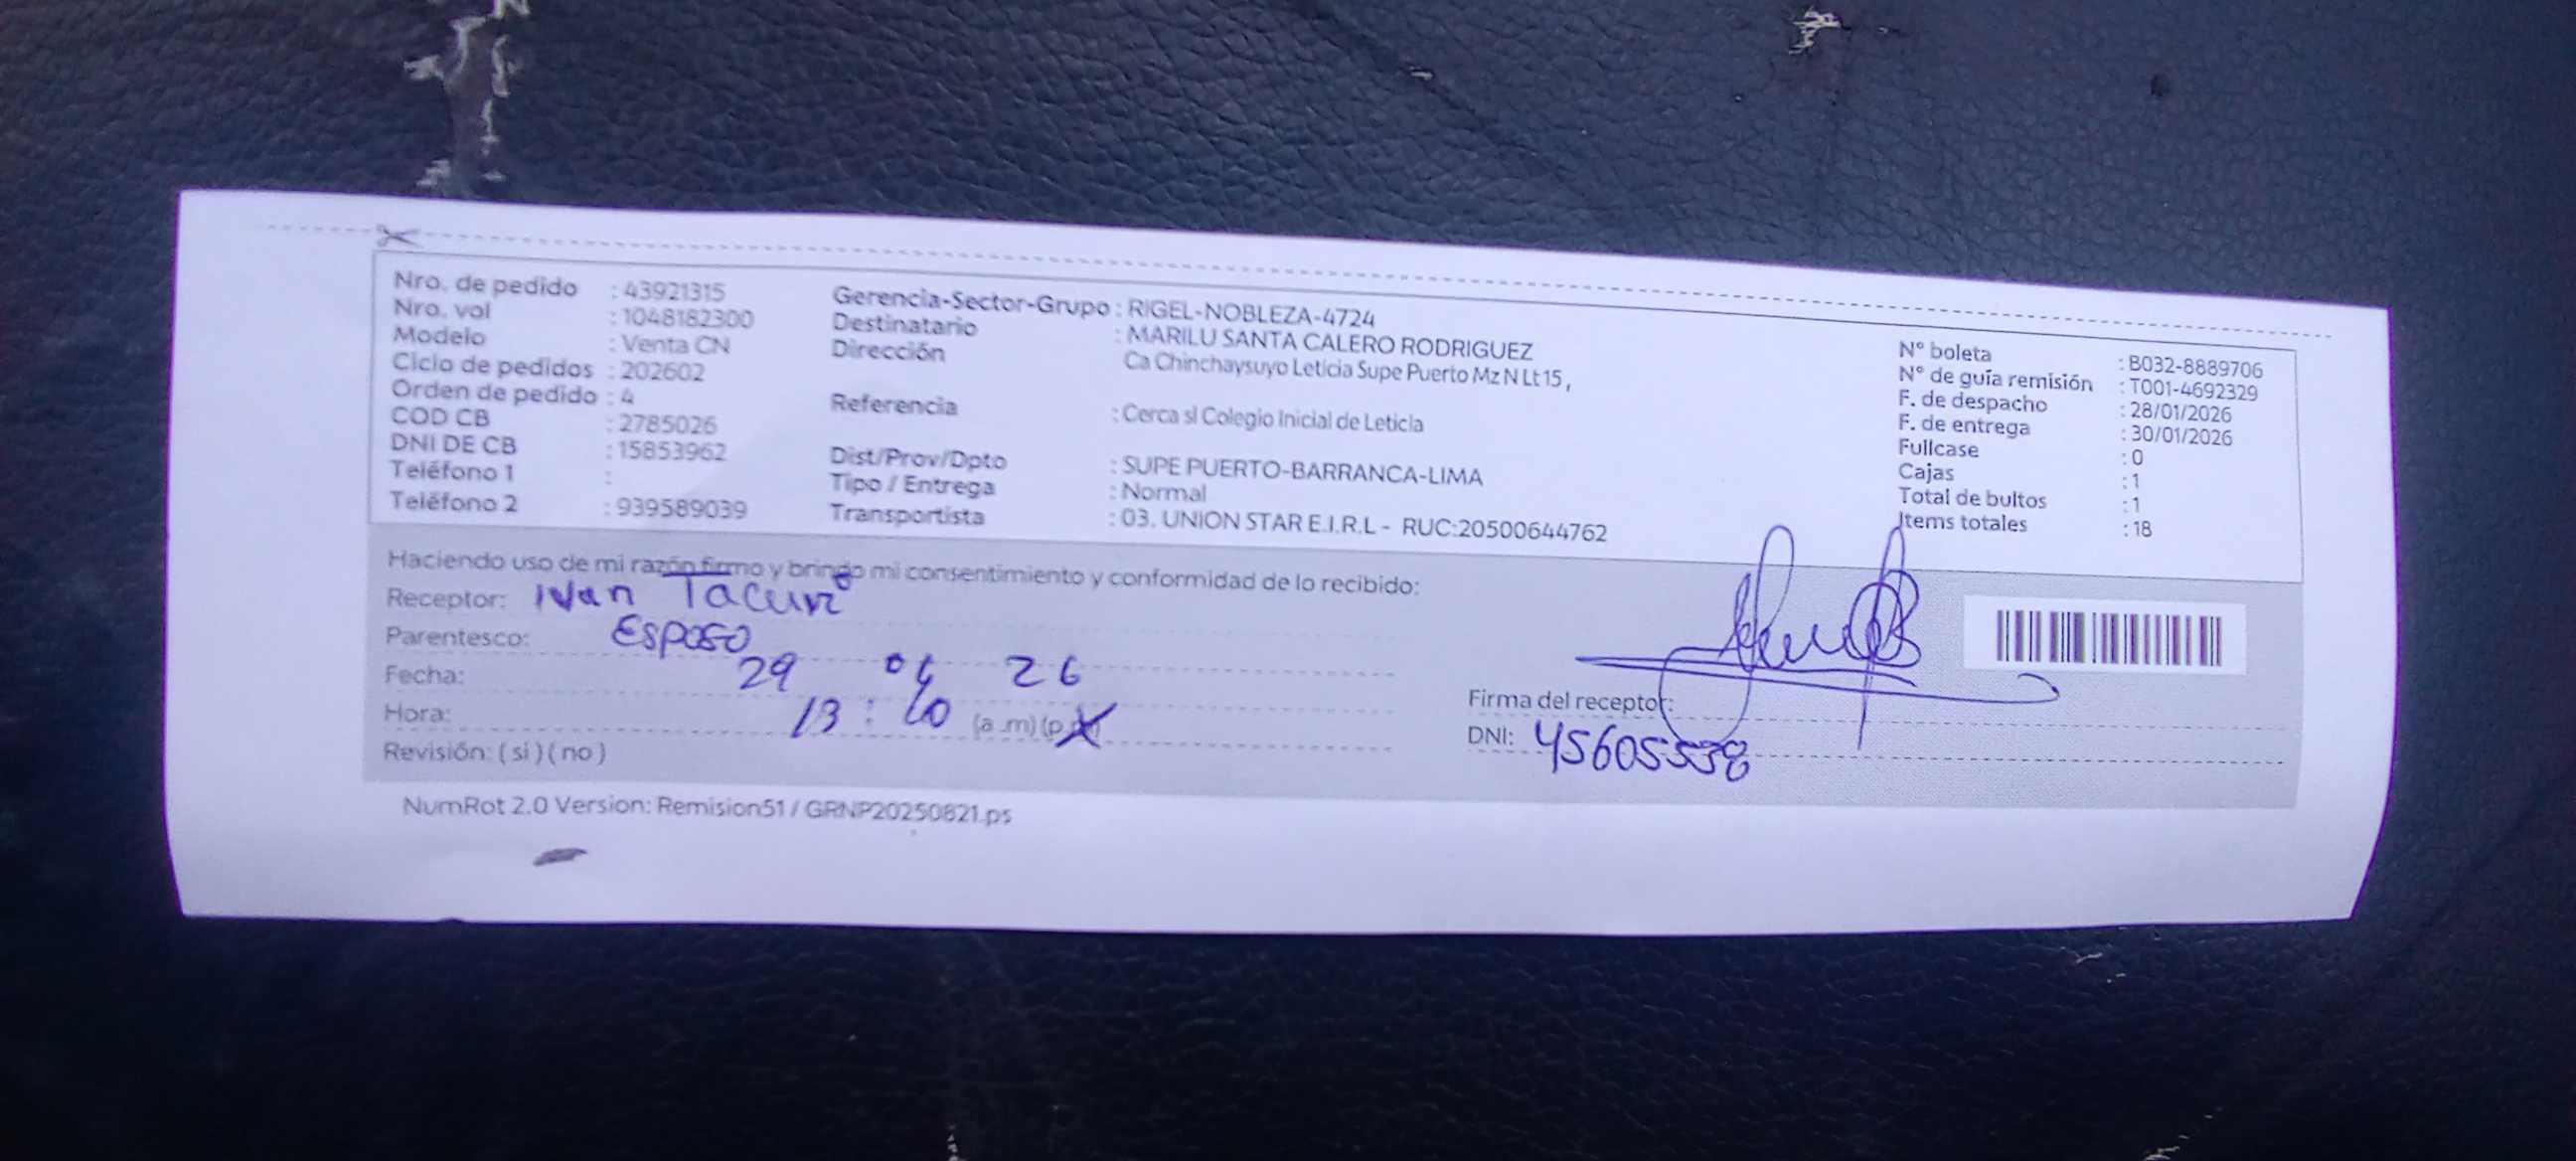 Nro. de pedido : 43921315
Nro. vol : 1048182300
Modelo : Venta CN
Ciclo de pedidos : 202602
Orden de pedido : 4
COD CB : 2785026
DNI DE CB : 15853962
Teléfono 1 :
Teléfono 2 : 939589039
Gerencia-Sector-Grupo : RIGEL-NOBLEZA-4724
Destinatario : MARILU SANTA CALERO RODRIGUEZ
Dirección Ca Chinchaysuyo Leticia Supe Puerto Mz N Lt 15 ,
Referencia : Cerca sl Colegio Inicial de Leticia
Dist/Prov/Dpto : SUPE PUERTO-BARRANCA-LIMA
Tipo / Entrega : Normal
Transportista : 03. UNION STAR E.I.R.L - RUC:20500644762
N° boleta : B032-8889706
N° de guía remisión : T001-4692329
F. de despacho : 28/01/2026
F. de entrega : 30/01/2026
Fullcase : 0
Cajas : 1
Total de bultos : 1
Items totales : 18
Haciendo uso de mi razón firmo y brindo mi consentimiento y conformidad de lo recibido:
Receptor: Ivan
Parentesco: Esposo
Fecha: 29 26
Hora: 13 : (a .m) (p
Revisión: ( si ) ( no )
Firma del receptor:
DNI: 45605538
NumRot 2.0 Version: Remision51 / GRNP20250821.ps